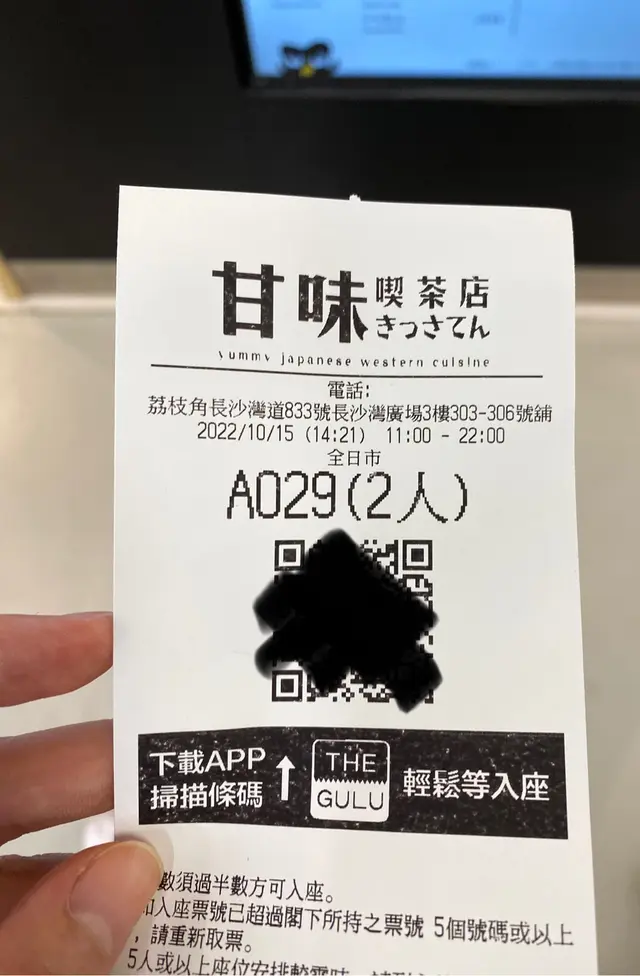 甘味 喫茶店
きっさてん
yummy japanese western cuisine
電話:
荔枝角長沙灣道833號長沙灣廣場3樓303-306號舖
2022/10/15 (14:21) 11:00 - 22:00
全日市
A029(2人)
下載APP
掃描條碼
THE
GULU
輕鬆等入座
數須過半數方可入座。
入座票號已超過閣下所持之票號 5個號碼或以上
，請重新取票。
5人或以上座位安排較